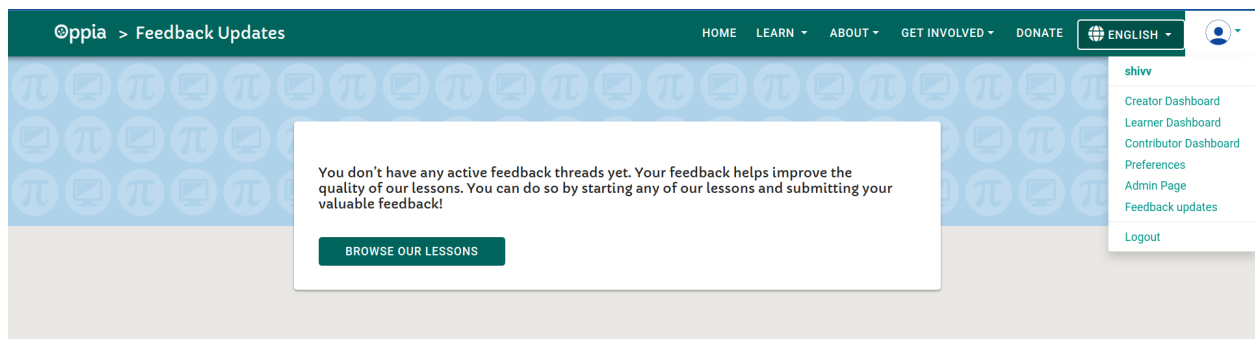 Oppia > Feedback Updates
HOME LEARN ABOUT GET INVOLVED DONATE ENGLISH
shivv
Creator Dashboard
Learner Dashboard
Contributor Dashboard
Preferences
Admin Page
Feedback updates
Logout
You don't have any active feedback threads yet. Your feedback helps improve the
quality of our lessons. You can do so by starting any of our lessons and submitting your
valuable feedback!
BROWSE OUR LESSONS